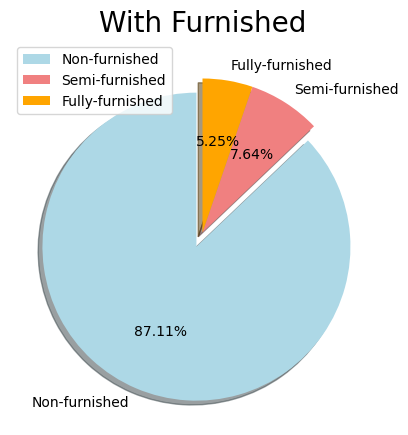 With Furnished
Non-furnished
Semi-furnished
Fully-furnished
Fully-furnished
Semi-furnished
5.25%
7.64%
87.11%
Non-furnished